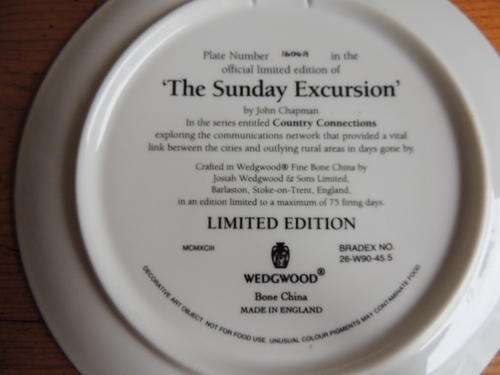 Plate Number in the
official limited edition of
'The Sunday Excursion'
by John Chapman
In the series entitled Country Connections
exploring the communications network that provided a vital
link between the cities and outlying rural areas in days gone by.
Crafted in Wedgwood® Fine Bone China by
Josiah Wedgwood & Sons Limited,
Barlaston, Stoke-on-Trent, England,
in an edition limited to a maximum of 75 firing days.
LIMITED EDITION
MCMXCIII
BRADEX NO.
26-W90-45.5
WEDGWOOD®
Bone China
MADE IN ENGLAND
DECORATIVE ART OBJECT. NOT FOR FOOD USE. UNUSUAL COLOUR PIGMENTS MAY CONTAMINATE FOOD